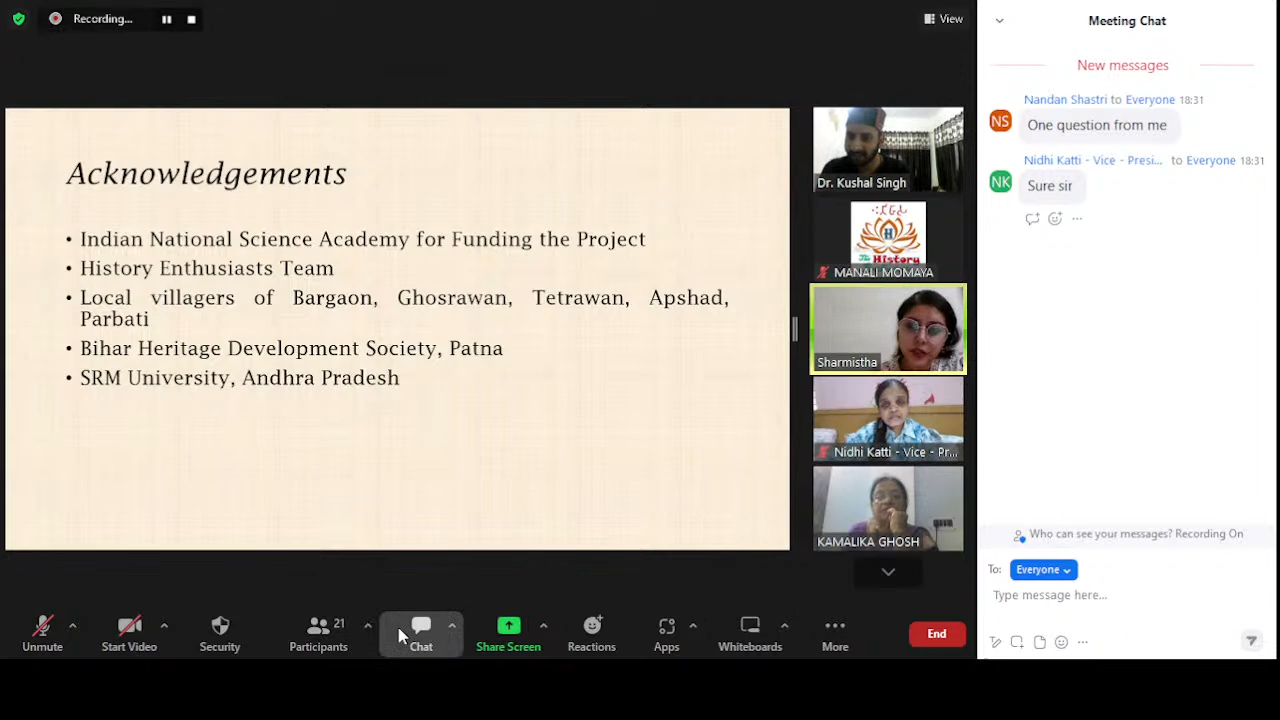 Recording...
View
Acknowledgements
• Indian National Science Academy for Funding the Project
• History Enthusiasts Team
• Local villagers of Bargaon, Ghosrawan, Tetrawan, Apshad,
Parbati
• Bihar Heritage Development Society, Patna
• SRM University, Andhra Pradesh
Dr. Kushal Singh
H
The History
MANALI MOMAYA
Sharmistha
Nidhi Katti - Vice - Pr...
KAMALIKA GHOSH
Unmute
Start Video
Security
21
Participants
Chat
Share Screen
Reactions
Apps
Whiteboards
More
End
Meeting Chat
New messages
Nandan Shastri to Everyone 18:31
NS
One question from me
Nidhi Katti - Vice - Presi... to Everyone 18:31
NK
Sure sir
Who can see your messages? Recording On
To: Everyone
Type message here...